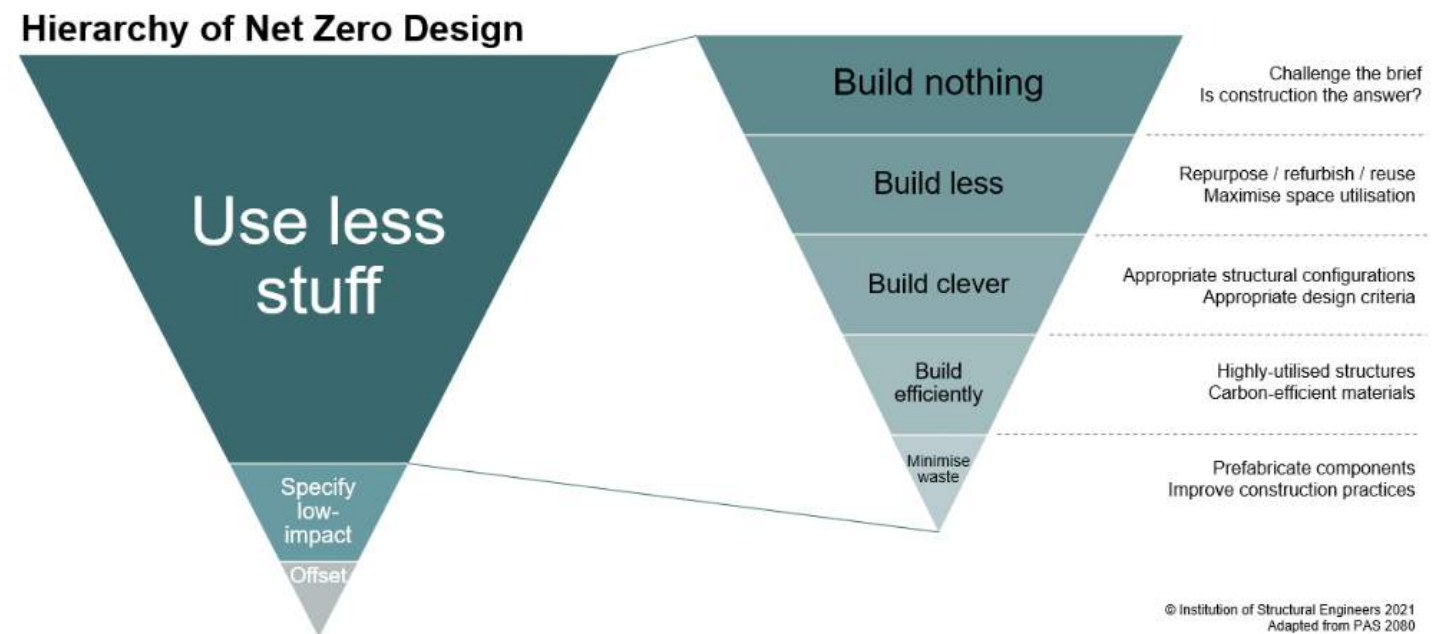 Hierarchy of Net Zero Design
Use less
stuff
Specify
low-
impact
Offset
Build nothing
Challenge the brief
Is construction the answer?
Build less
Repurpose / refurbish / reuse
Maximise space utilisation
Build clever
Appropriate structural configurations
Appropriate design criteria
Build
efficiently
Highly-utilised structures
Carbon-efficient materials
Minimise
waste
Prefabricate components
Improve construction practices
© Institution of Structural Engineers 2021
Adapted from PAS 2080